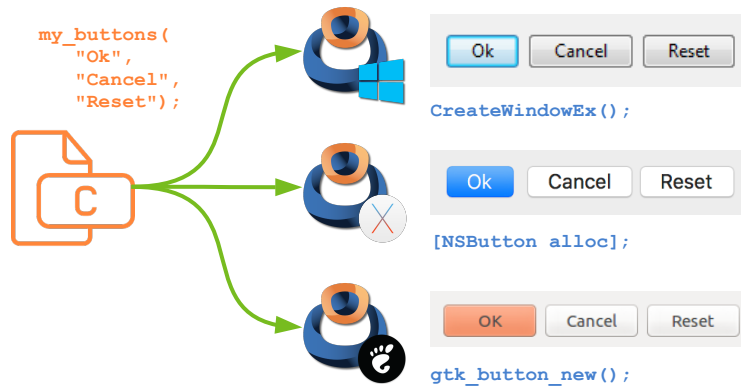 my_buttons(
"Ok",
"Cancel",
"Reset");
C
Ok Cancel Reset
CreateWindowEx();
Ok Cancel Reset
[NSButton alloc];
OK Cancel Reset
gtk_button_new();